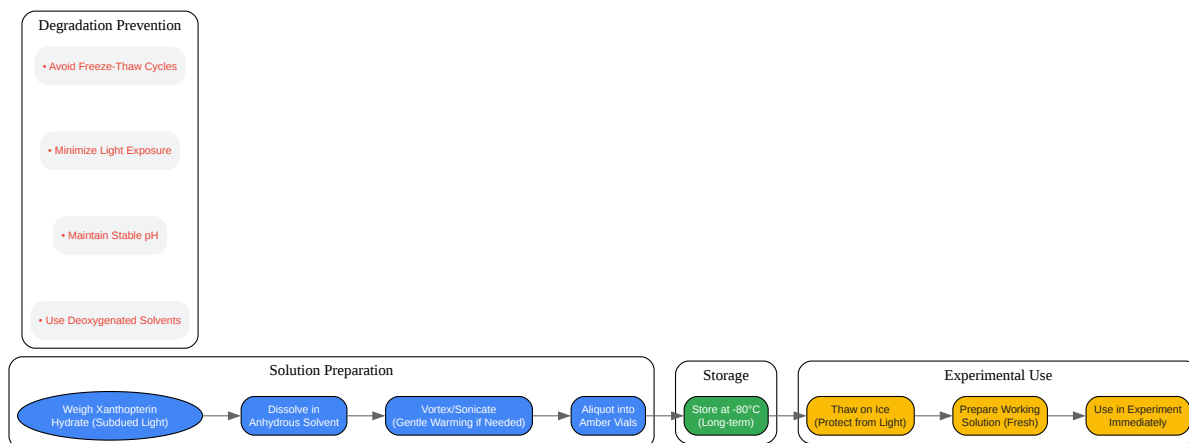 Degradation Prevention
• Avoid Freeze-Thaw Cycles
• Minimize Light Exposure
• Maintain Stable pH
• Use Deoxygenated Solvents
Solution Preparation
Weigh Xanthopterin
Hydrate (Subdued Light)
Dissolve in
Anhydrous Solvent
Vortex/Sonicate
(Gentle Warming if Needed)
Aliquot into
Amber Vials
Storage
Store at -80°C
(Long-term)
Experimental Use
Thaw on Ice
(Protect from Light)
Prepare Working
Solution (Fresh)
Use in Experiment
Immediately